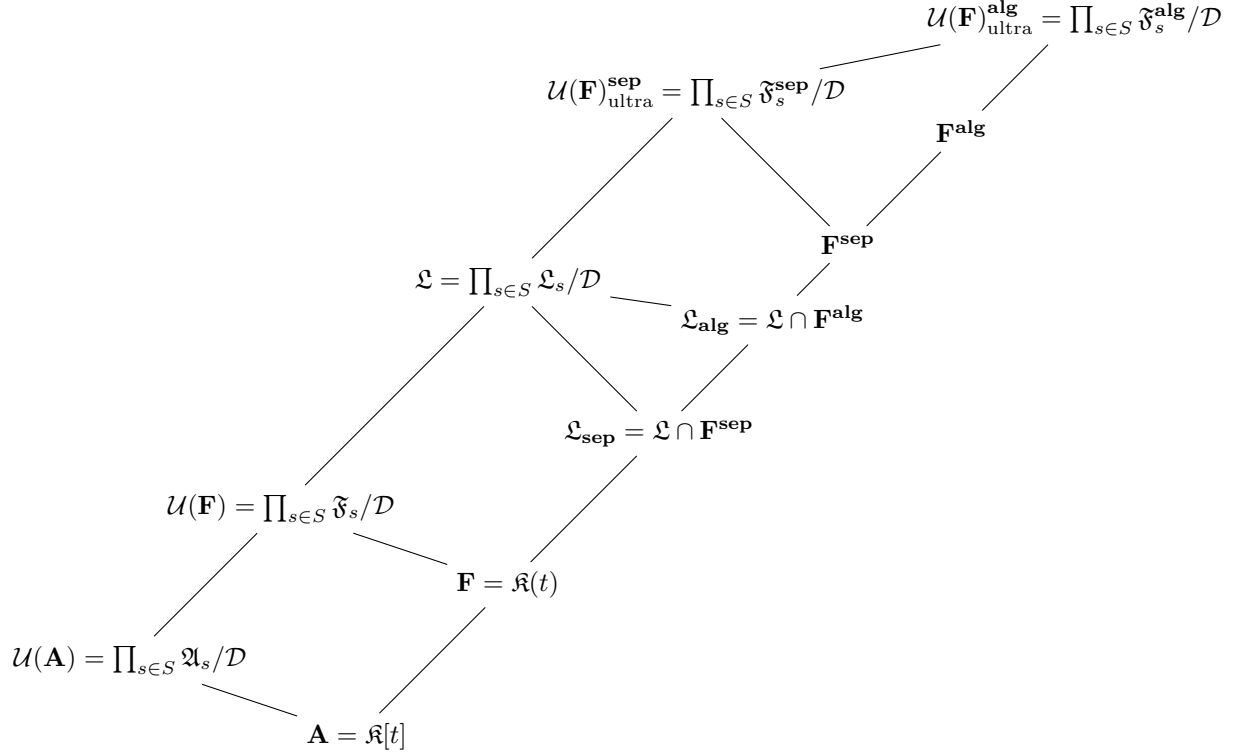 𝒰(𝐅)^𝐚𝐥𝐠_ultra = ∏_{s∈S} 𝔉_s^𝐚𝐥𝐠/𝒟
𝒰(𝐅)^𝐬𝐞𝐩_ultra = ∏_{s∈S} 𝔉_s^𝐬𝐞𝐩/𝒟
𝐅^𝐚𝐥𝐠
𝐅^𝐬𝐞𝐩
𝔏 = ∏_{s∈S} 𝔏_s/𝒟
𝔏_𝐚𝐥𝐠 = 𝔏 ∩ 𝐅^𝐚𝐥𝐠
𝔏_𝐬𝐞𝐩 = 𝔏 ∩ 𝐅^𝐬𝐞𝐩
𝒰(𝐅) = ∏_{s∈S} 𝔉_s/𝒟
𝐅 = 𝔎(t)
𝒰(𝐀) = ∏_{s∈S} 𝔄_s/𝒟
𝐀 = 𝔎[t]